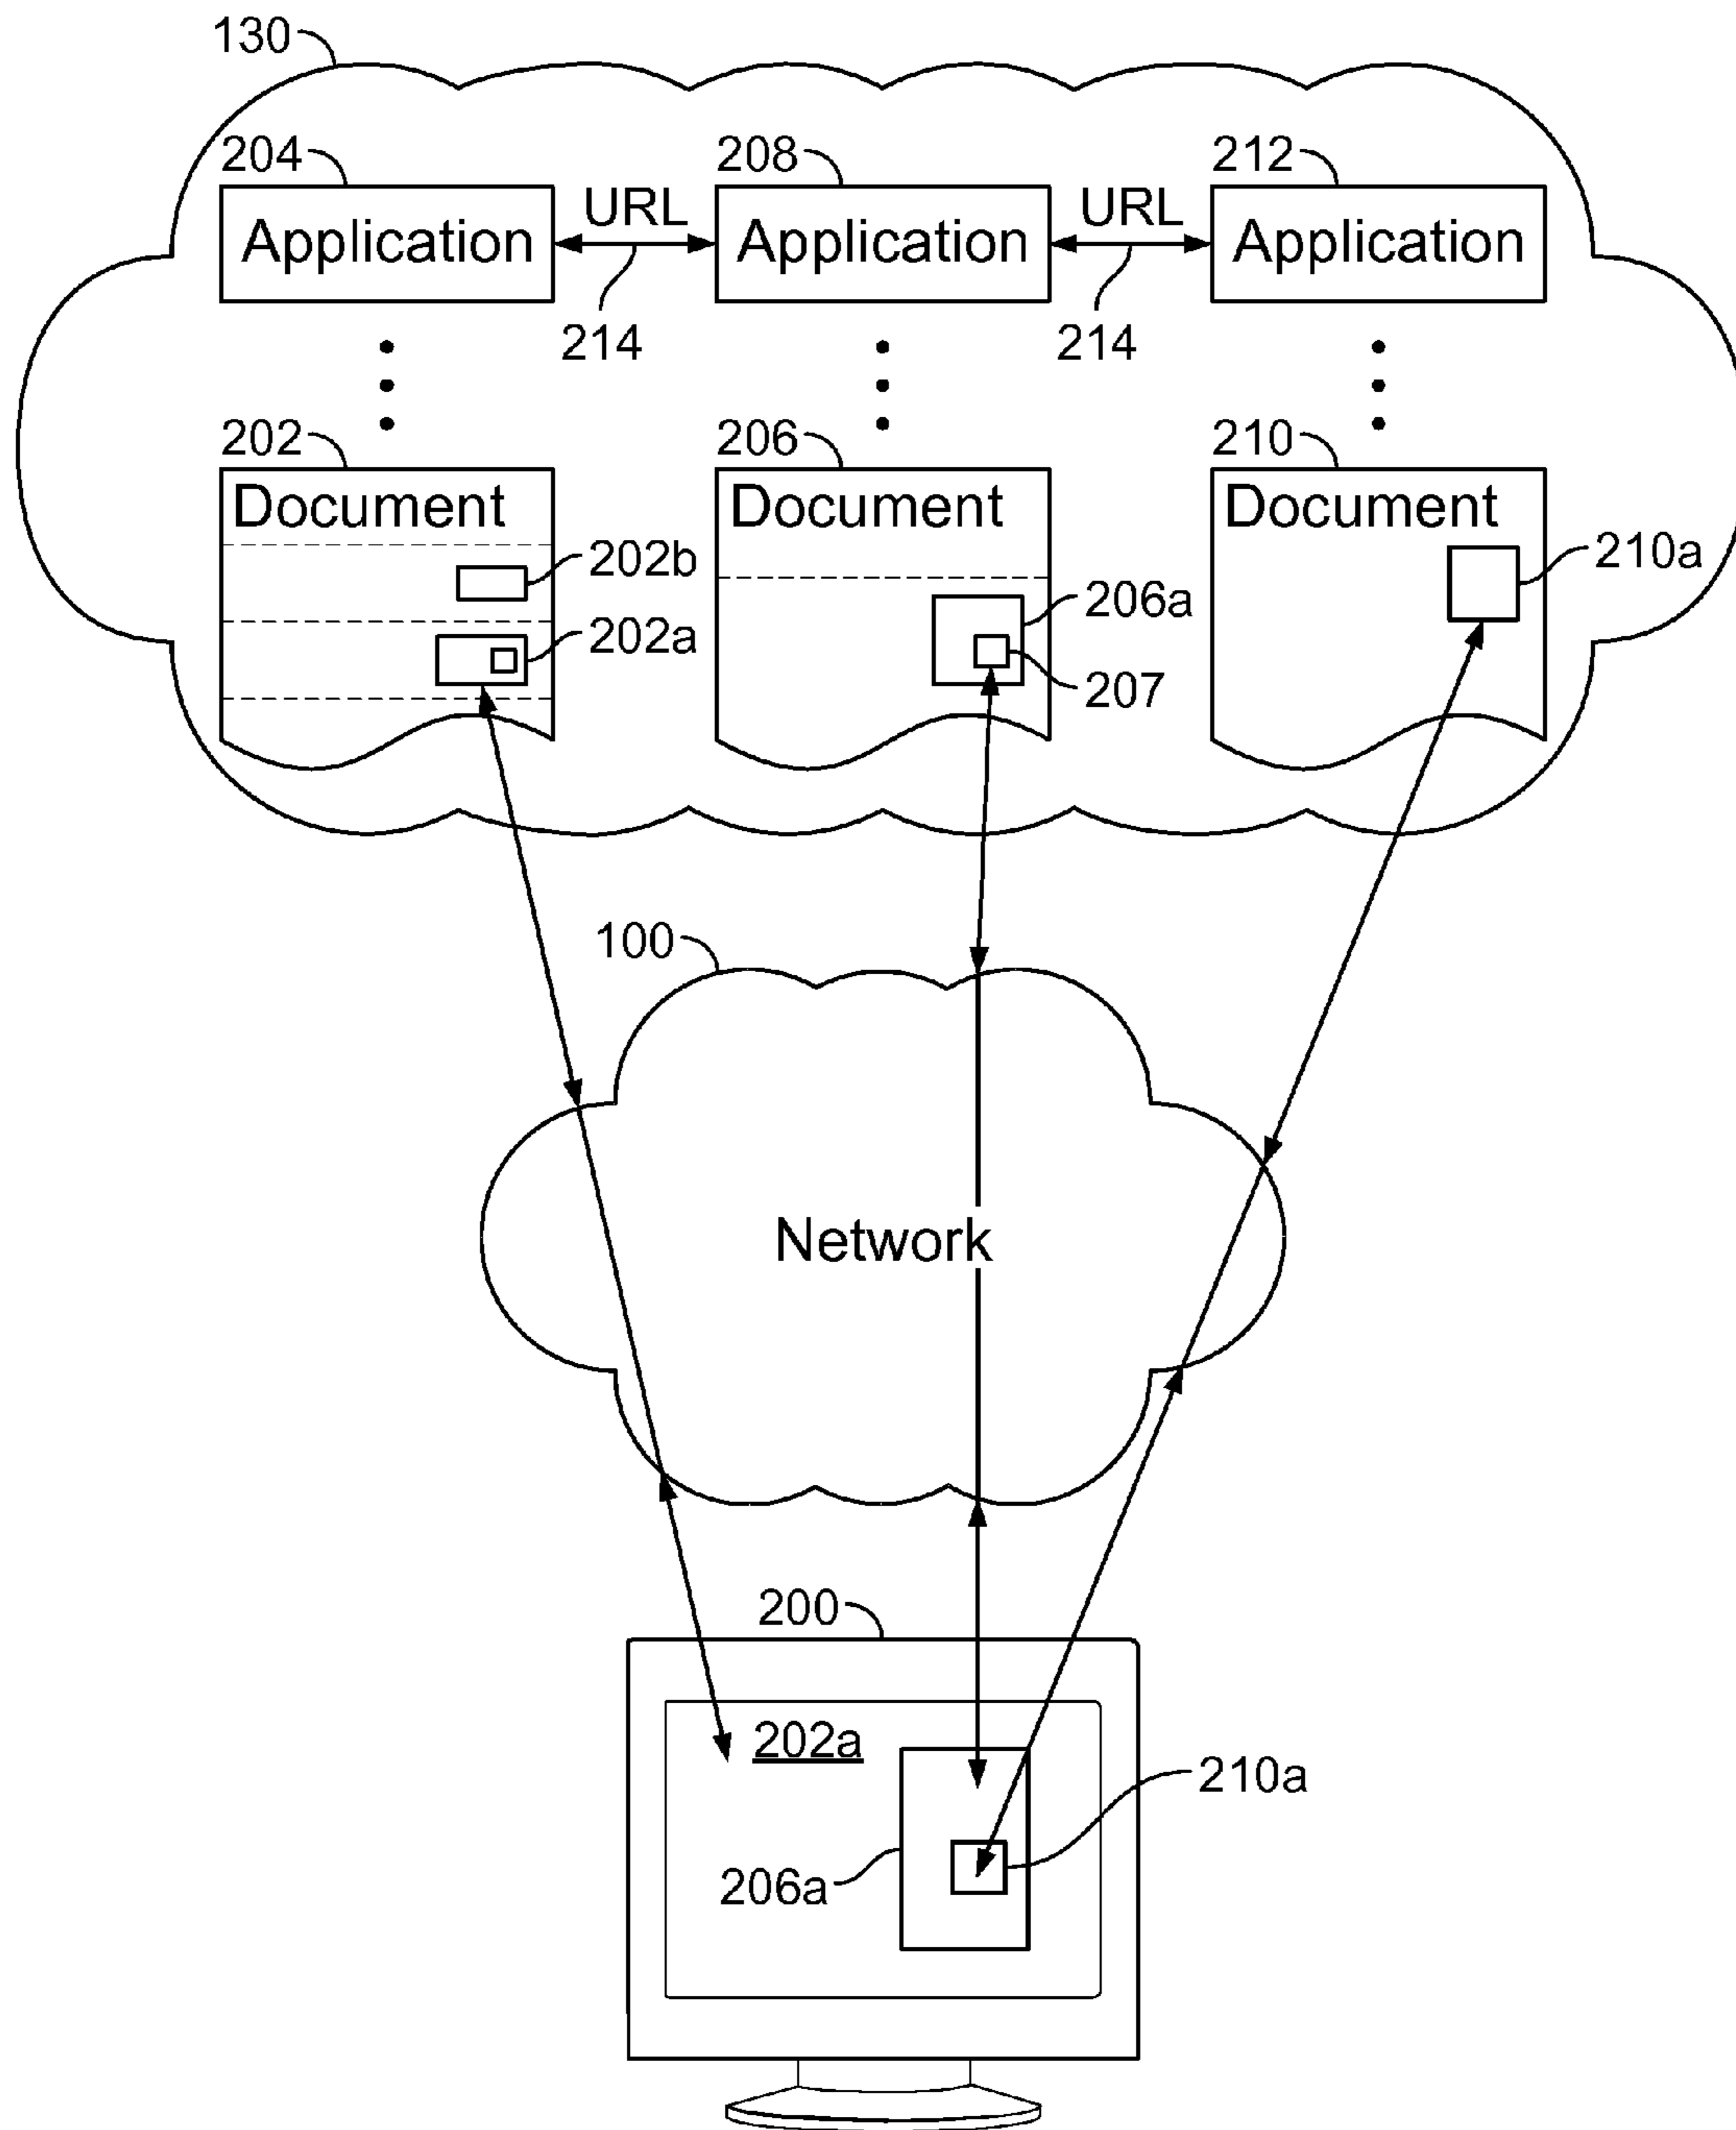 130
204
208
212
Application
URL
Application
URL
Application
214
214
202
206
210
Document
Document
Document
202b
210a
206a
202a
207
100
Network
200
202a
210a
206a